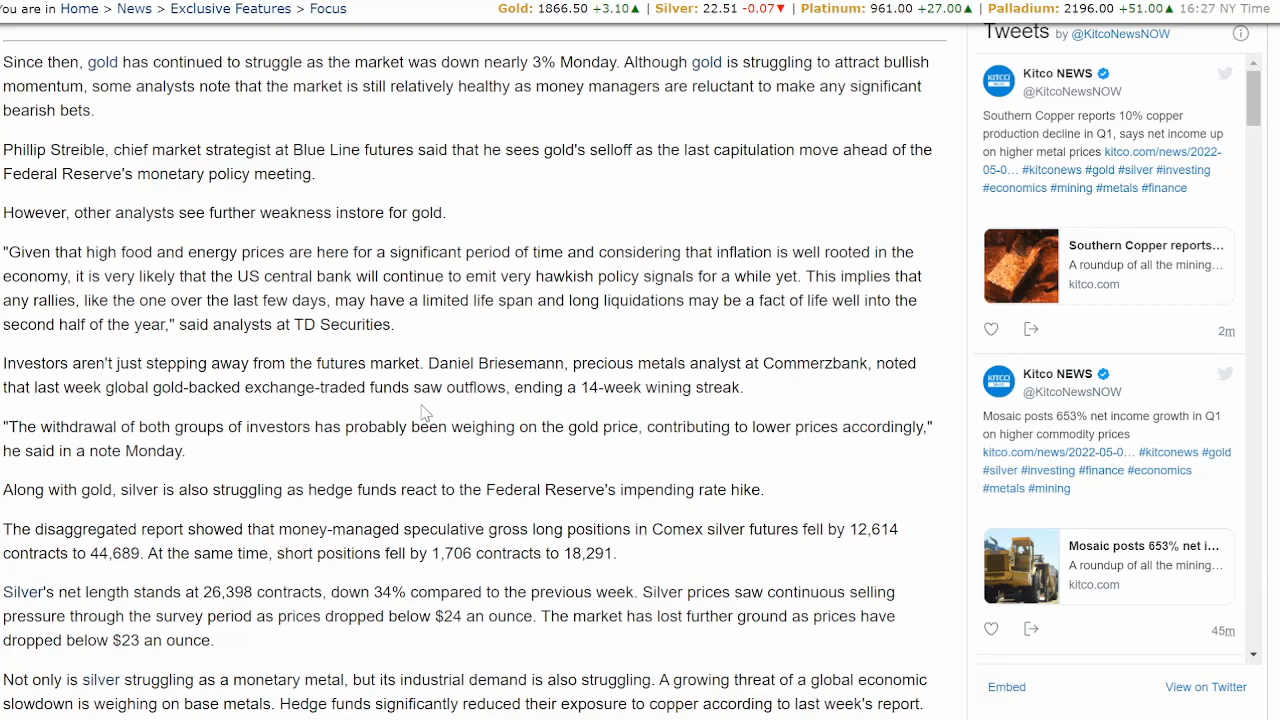 You are in Home > News > Exclusive Features > Focus
Gold: 1866.50 +3.10▲ | Silver: 22.51 -0.07▼ | Platinum: 961.00 +27.00▲ | Palladium: 2196.00 +51.00▲ 16:27 NY Time
Since then, gold has continued to struggle as the market was down nearly 3% Monday. Although gold is struggling to attract bullish
momentum, some analysts note that the market is still relatively healthy as money managers are reluctant to make any significant
bearish bets.
Phillip Streible, chief market strategist at Blue Line futures said that he sees gold's selloff as the last capitulation move ahead of the
Federal Reserve's monetary policy meeting.
However, other analysts see further weakness instore for gold.
"Given that high food and energy prices are here for a significant period of time and considering that inflation is well rooted in the
economy, it is very likely that the US central bank will continue to emit very hawkish policy signals for a while yet. This implies that
any rallies, like the one over the last few days, may have a limited life span and long liquidations may be a fact of life well into the
second half of the year," said analysts at TD Securities.
Investors aren't just stepping away from the futures market. Daniel Briesemann, precious metals analyst at Commerzbank, noted
that last week global gold-backed exchange-traded funds saw outflows, ending a 14-week wining streak.
"The withdrawal of both groups of investors has probably been weighing on the gold price, contributing to lower prices accordingly,"
he said in a note Monday.
Along with gold, silver is also struggling as hedge funds react to the Federal Reserve's impending rate hike.
The disaggregated report showed that money-managed speculative gross long positions in Comex silver futures fell by 12,614
contracts to 44,689. At the same time, short positions fell by 1,706 contracts to 18,291.
Silver's net length stands at 26,398 contracts, down 34% compared to the previous week. Silver prices saw continuous selling
pressure through the survey period as prices dropped below $24 an ounce. The market has lost further ground as prices have
dropped below $23 an ounce.
Not only is silver struggling as a monetary metal, but its industrial demand is also struggling. A growing threat of a global economic
slowdown is weighing on base metals. Hedge funds significantly reduced their exposure to copper according to last week's report.
Tweets by @KitcoNewsNOW
KITCO
Kitco NEWS
@KitcoNewsNOW
Southern Copper reports 10% copper
production decline in Q1, says net income up
on higher metal prices kitco.com/news/2022-
05-0… #kitconews #gold #silver #investing
#economics #mining #metals #finance
Southern Copper reports...
A roundup of all the mining...
kitco.com
2m
KITCO
Kitco NEWS
@KitcoNewsNOW
Mosaic posts 653% net income growth in Q1
on higher commodity prices
kitco.com/news/2022-05-0… #kitconews #gold
#silver #investing #finance #economics
#metals #mining
Mosaic posts 653% net i...
A roundup of all the mining...
kitco.com
45m
Embed
View on Twitter